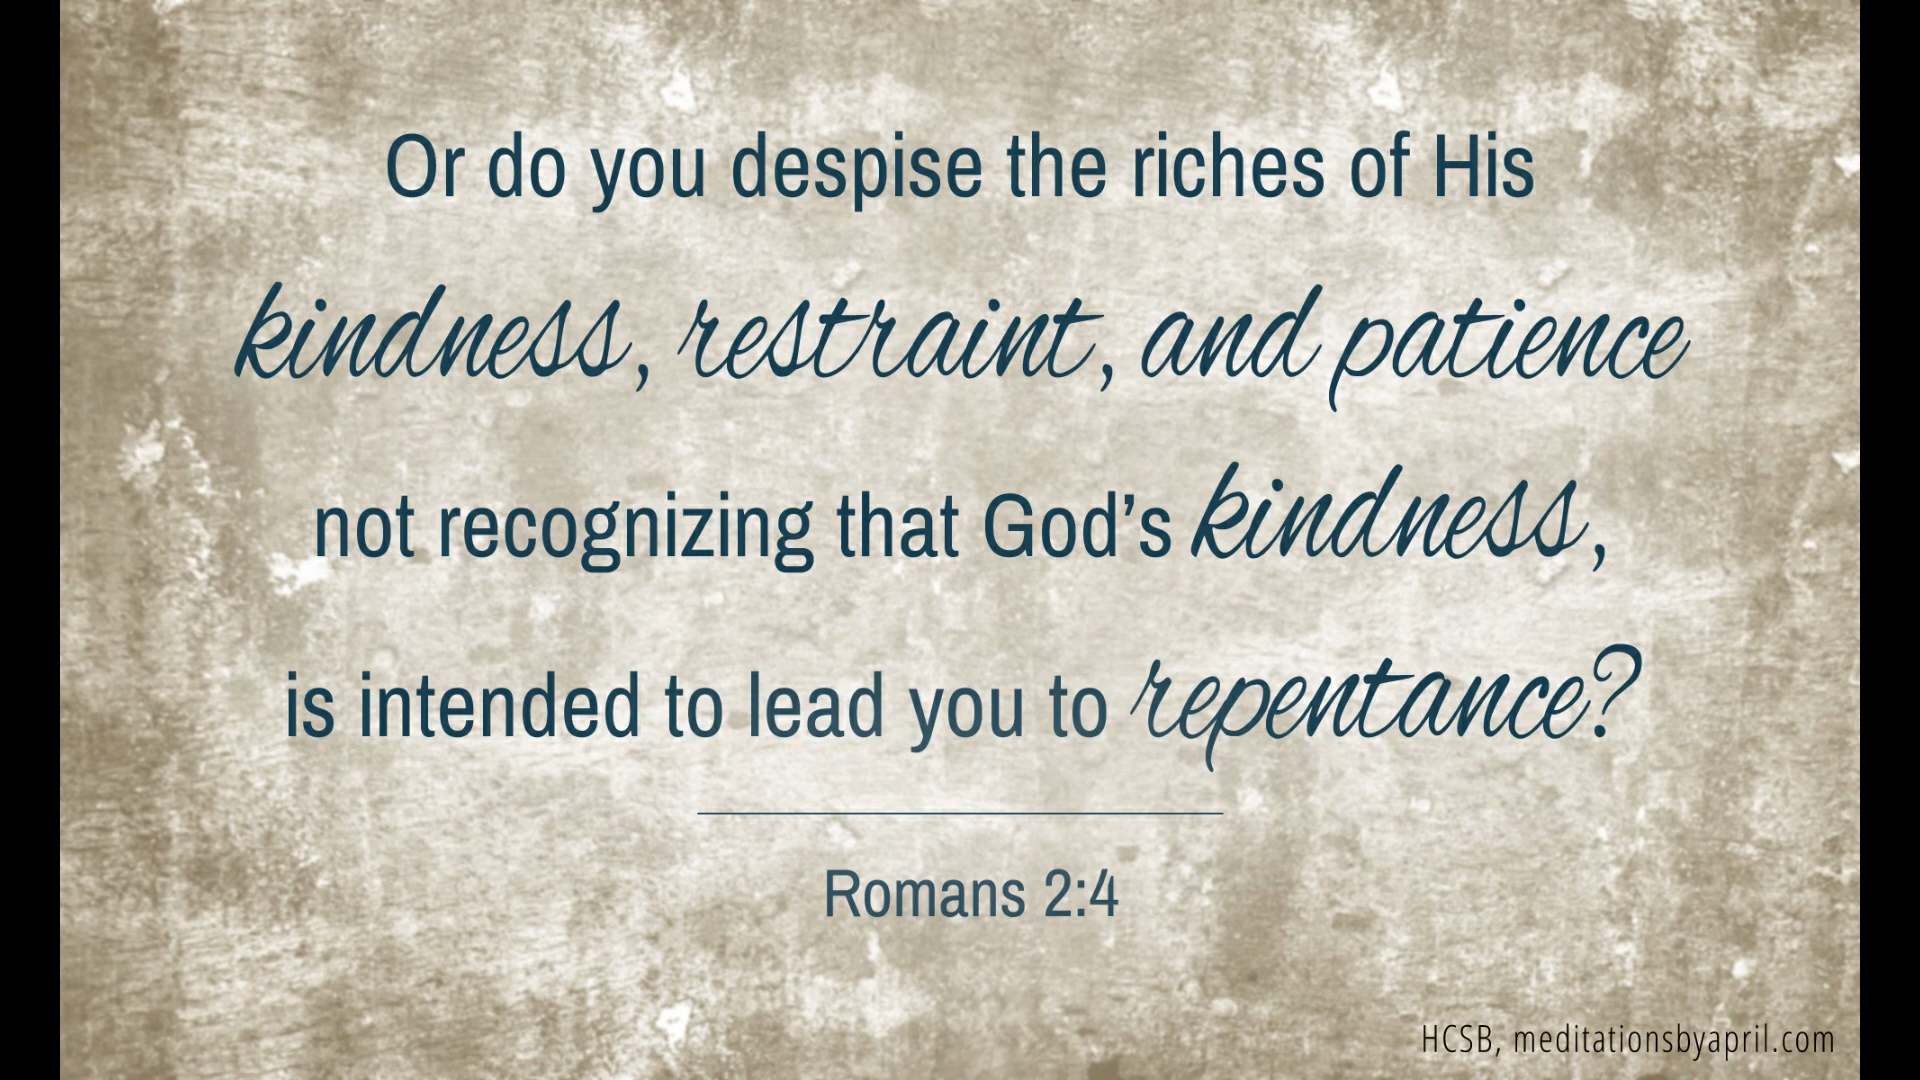 Or do you despise the riches of His
kindness, restraint, and patience
not recognizing that God’s kindness,
is intended to lead you to repentance?
Romans 2:4
HCSB, meditationsbyapril.com